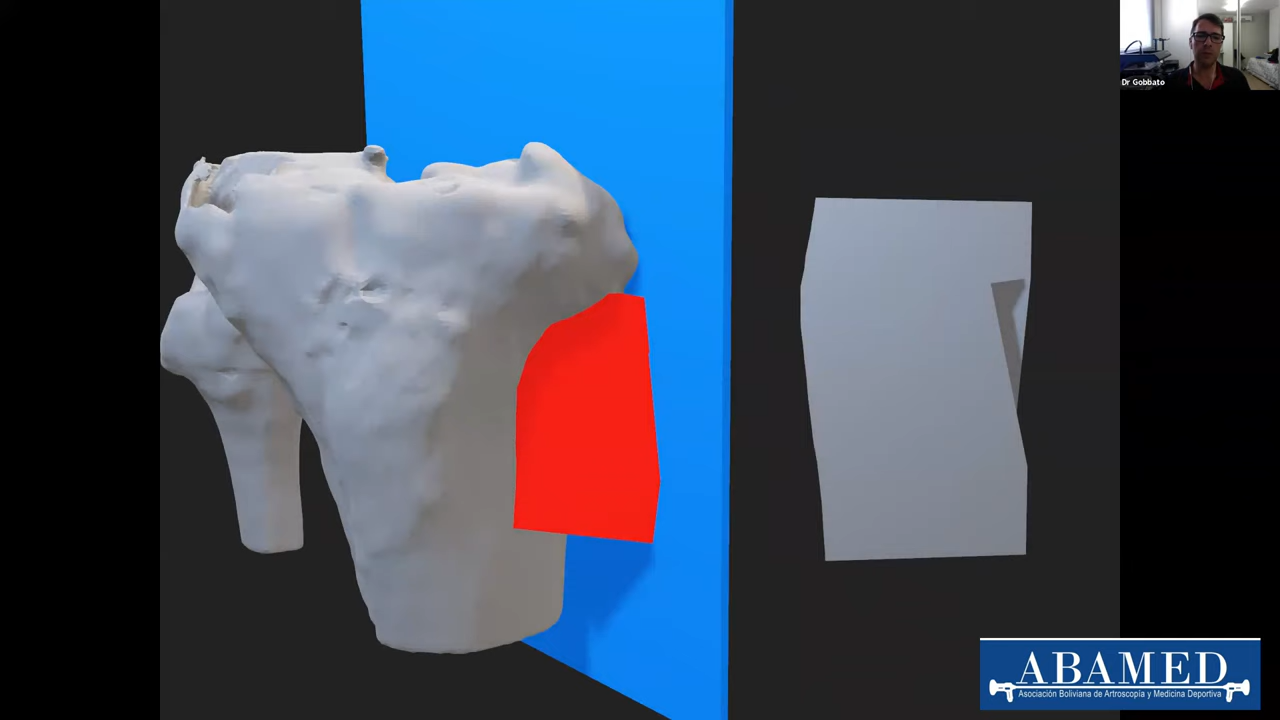 Dr Gobbato
ABAMED
Asociación Boliviana de Artroscopía y Medicina Deportiva